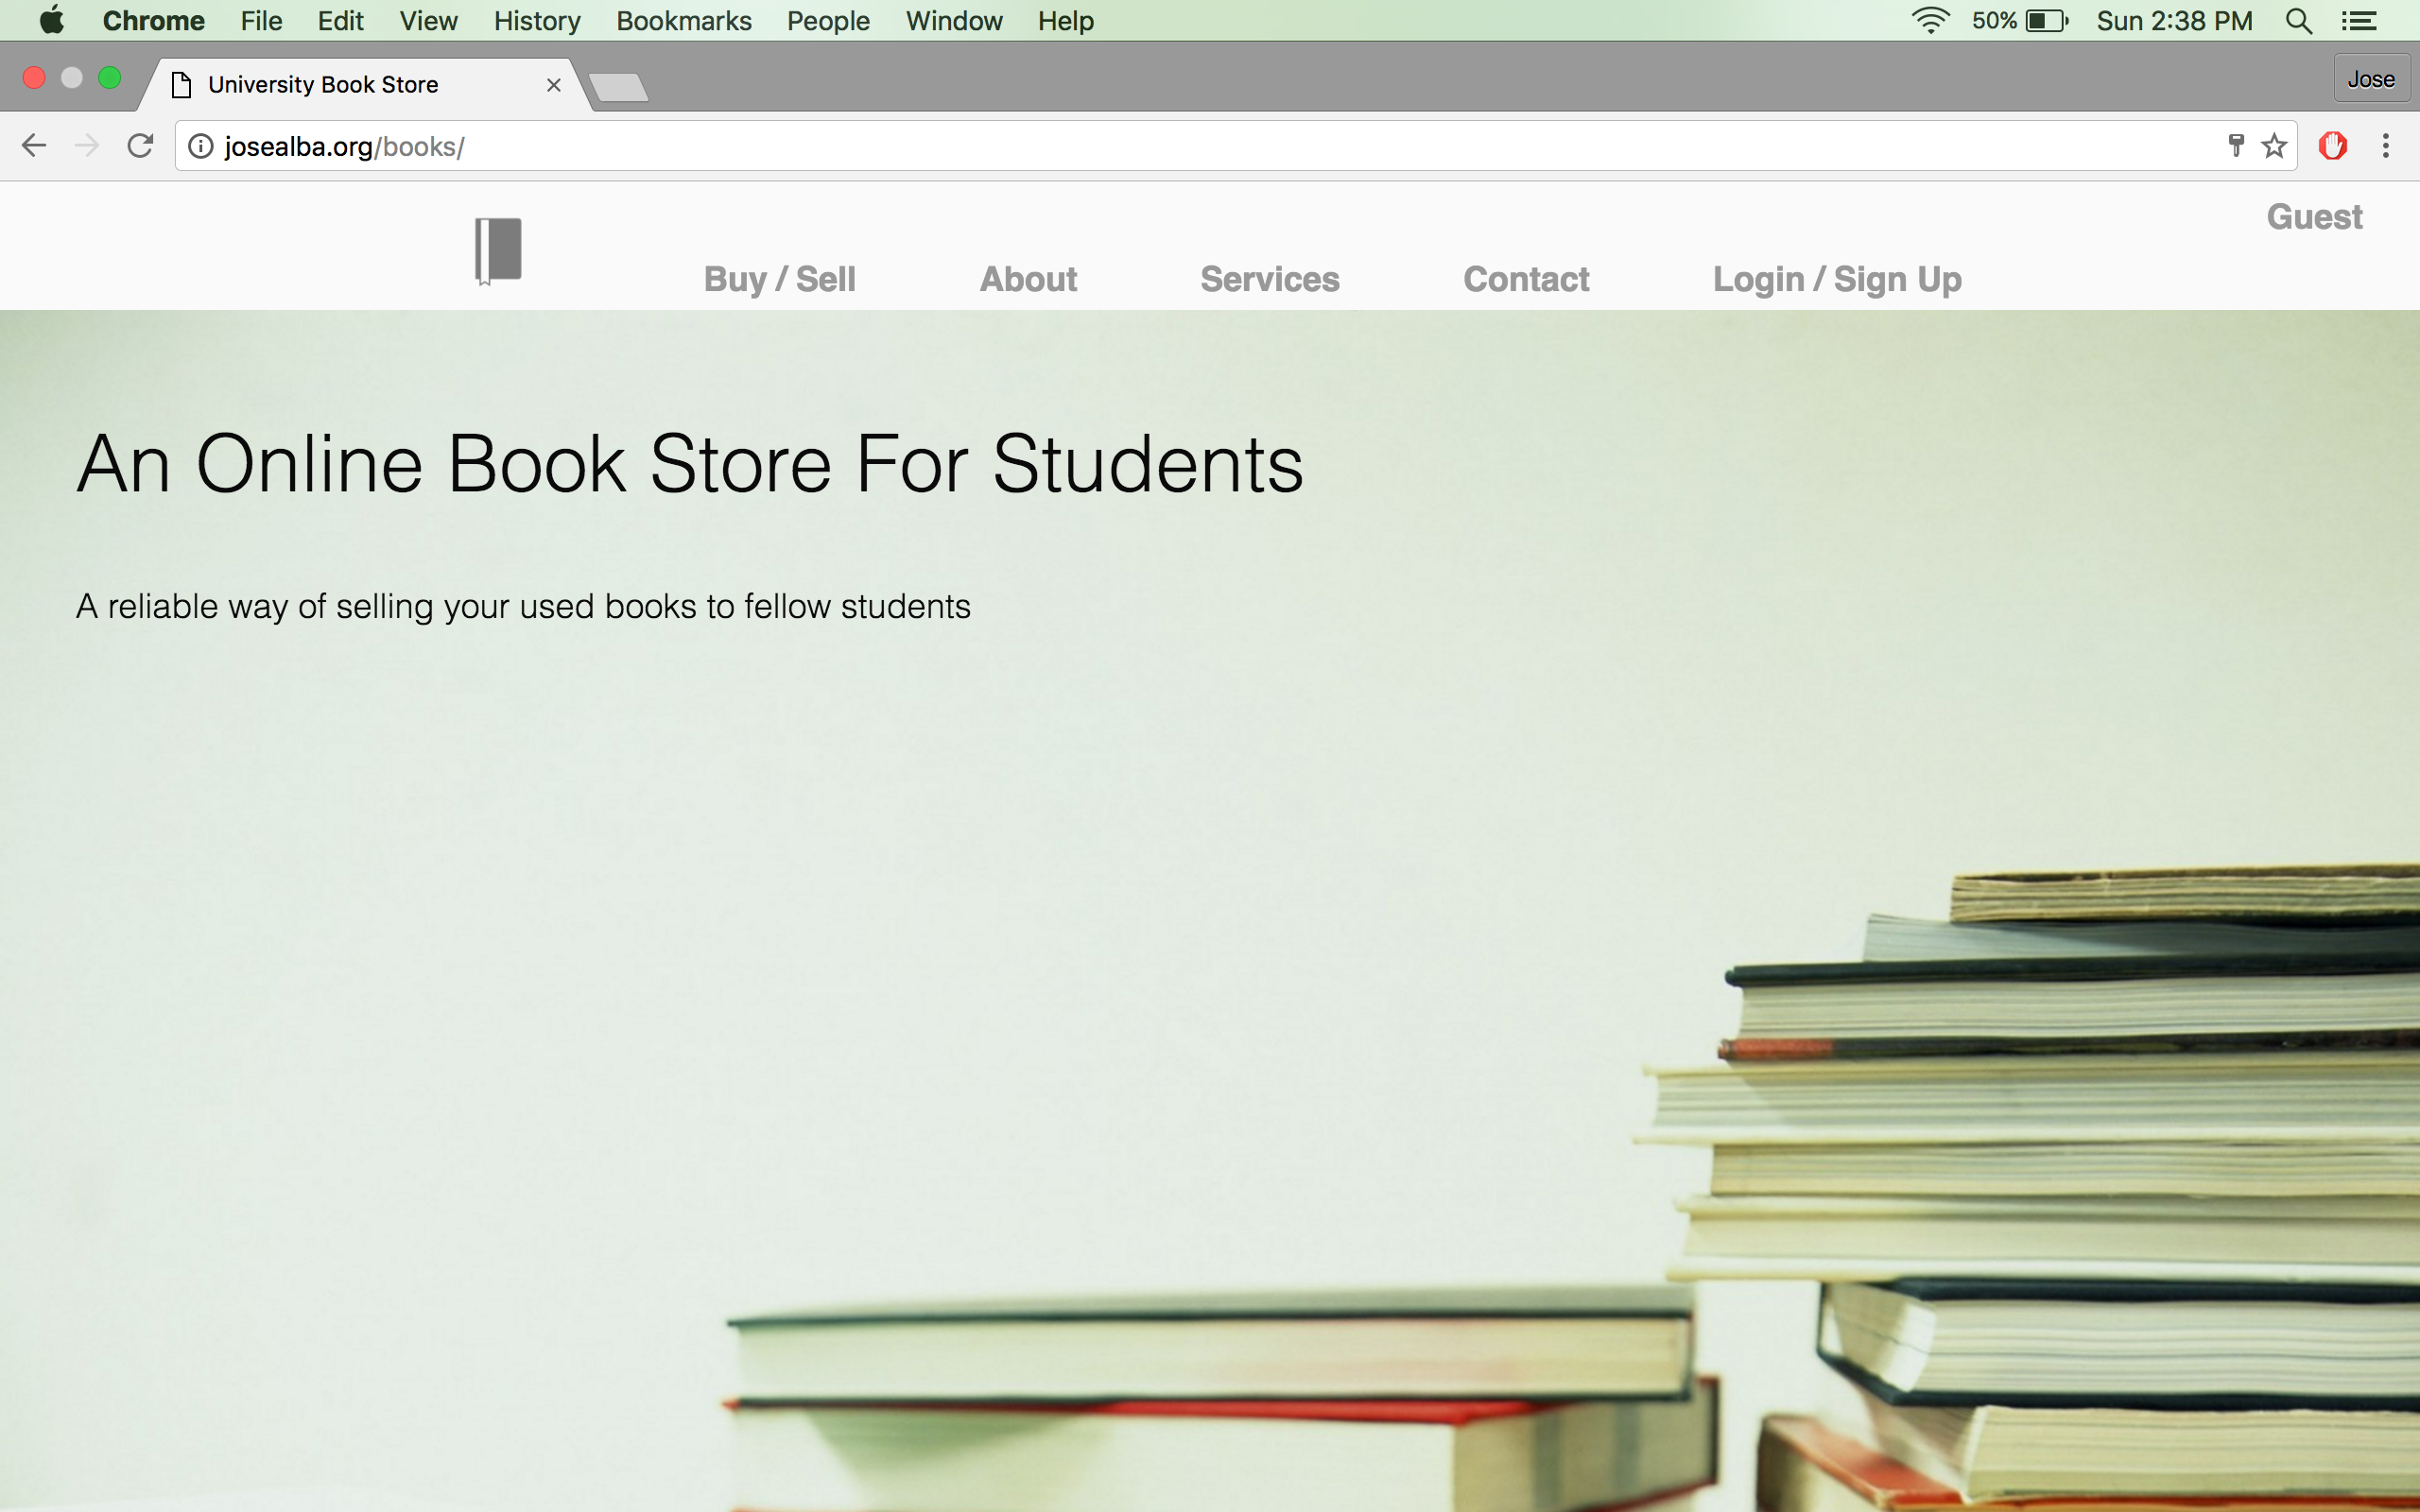 Chrome File Edit View History Bookmarks People Window Help 50% Sun 2:38 PM
University Book Store Jose
josealba.org/books/
Guest
Buy / Sell About Services Contact Login / Sign Up
An Online Book Store For Students
A reliable way of selling your used books to fellow students